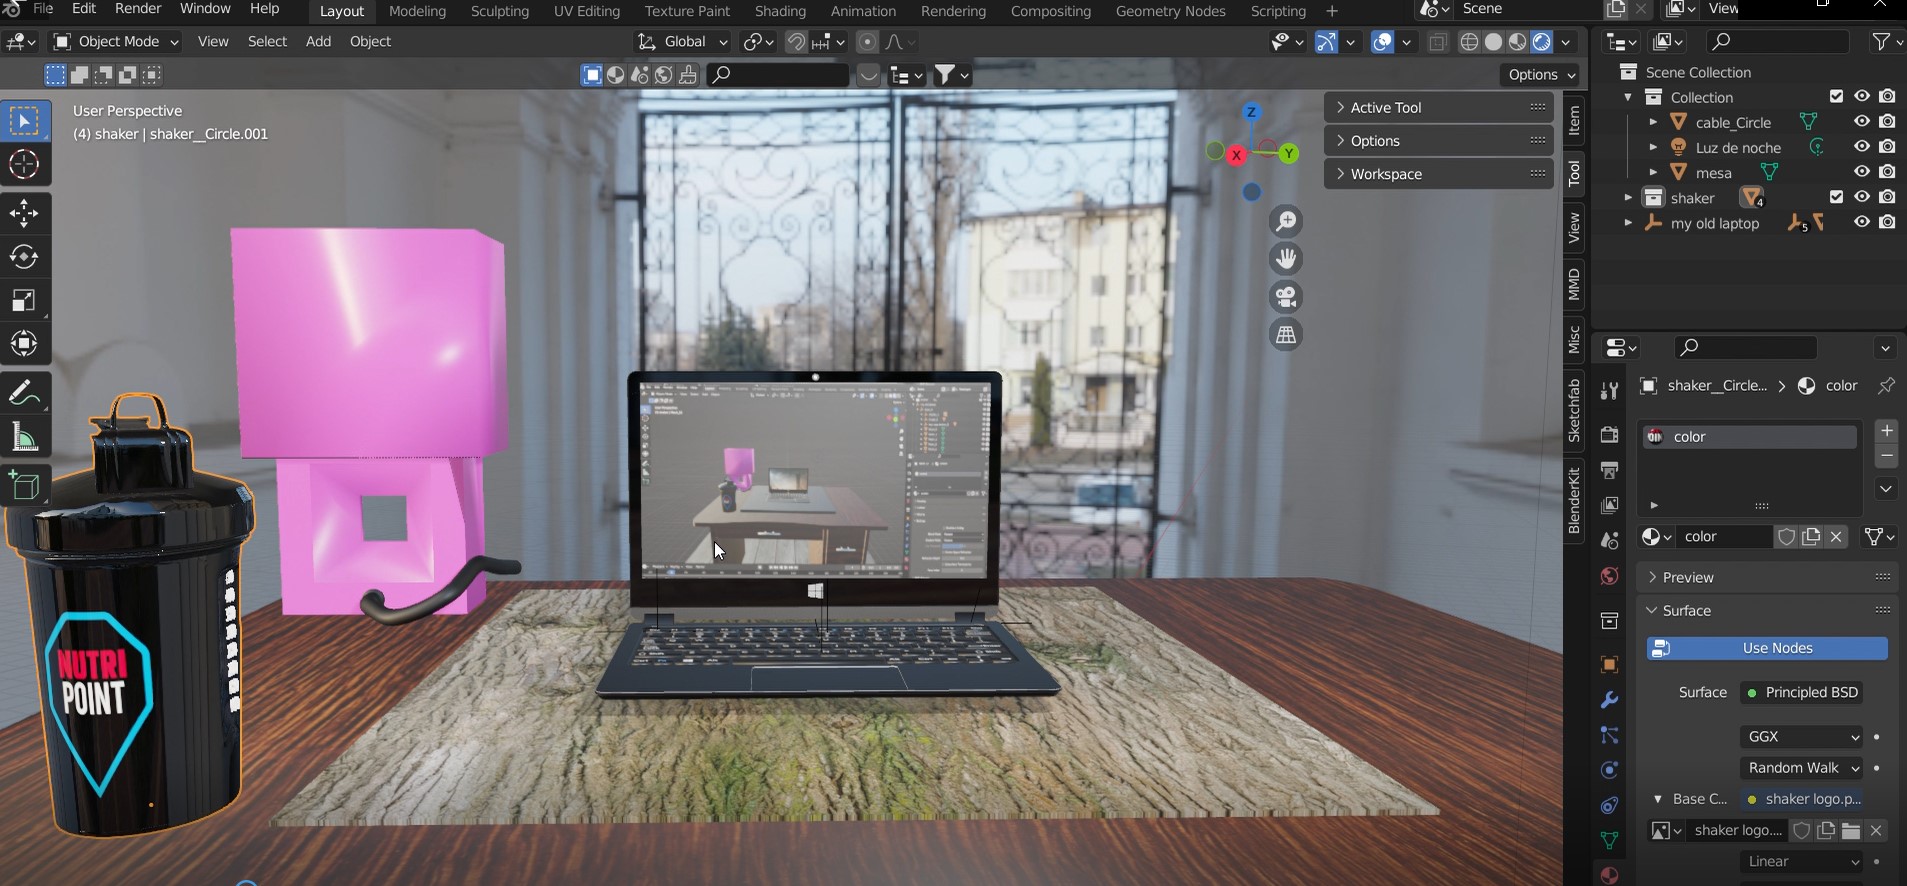 File Edit Render Window Help Layout Modeling Sculpting UV Editing Texture Paint Shading Animation Rendering Compositing Geometry Nodes Scripting + Scene View
Object Mode View Select Add Object Global
Options
User Perspective
(4) shaker | shaker__Circle.001
Z
X
Y
Active Tool
Options
Workspace
Item
Tool
View
MMD
Misc
Sketchfab
BlenderKit
NUTRI
POINT
Scene Collection
Collection
cable_Circle
Luz de noche
mesa
shaker 4
my old laptop 5
shaker__Circle... color
color
color
Preview
Surface
Use Nodes
Surface Principled BSD
GGX
Random Walk
Base C... shaker logo.p...
shaker logo....
Linear